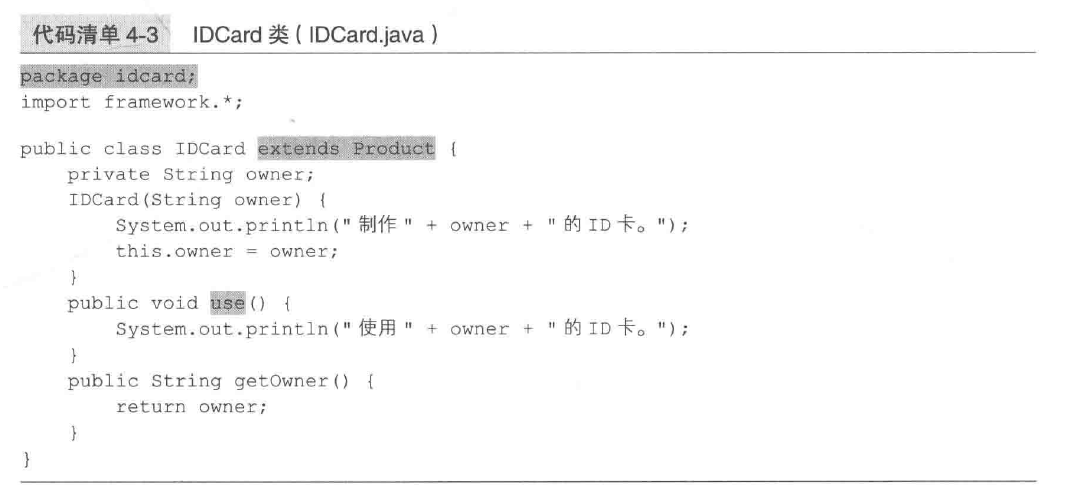 代码清单 4-3 IDCard 类（IDCard.java）
package idcard;
import framework.*;
public class IDCard extends Product {
    private String owner;
    IDCard(String owner) {
        System.out.println("制作" + owner + "的ID卡。");
        this.owner = owner;
    }
    public void use() {
        System.out.println("使用" + owner + "的ID卡。");
    }
    public String getOwner() {
        return owner;
    }
}